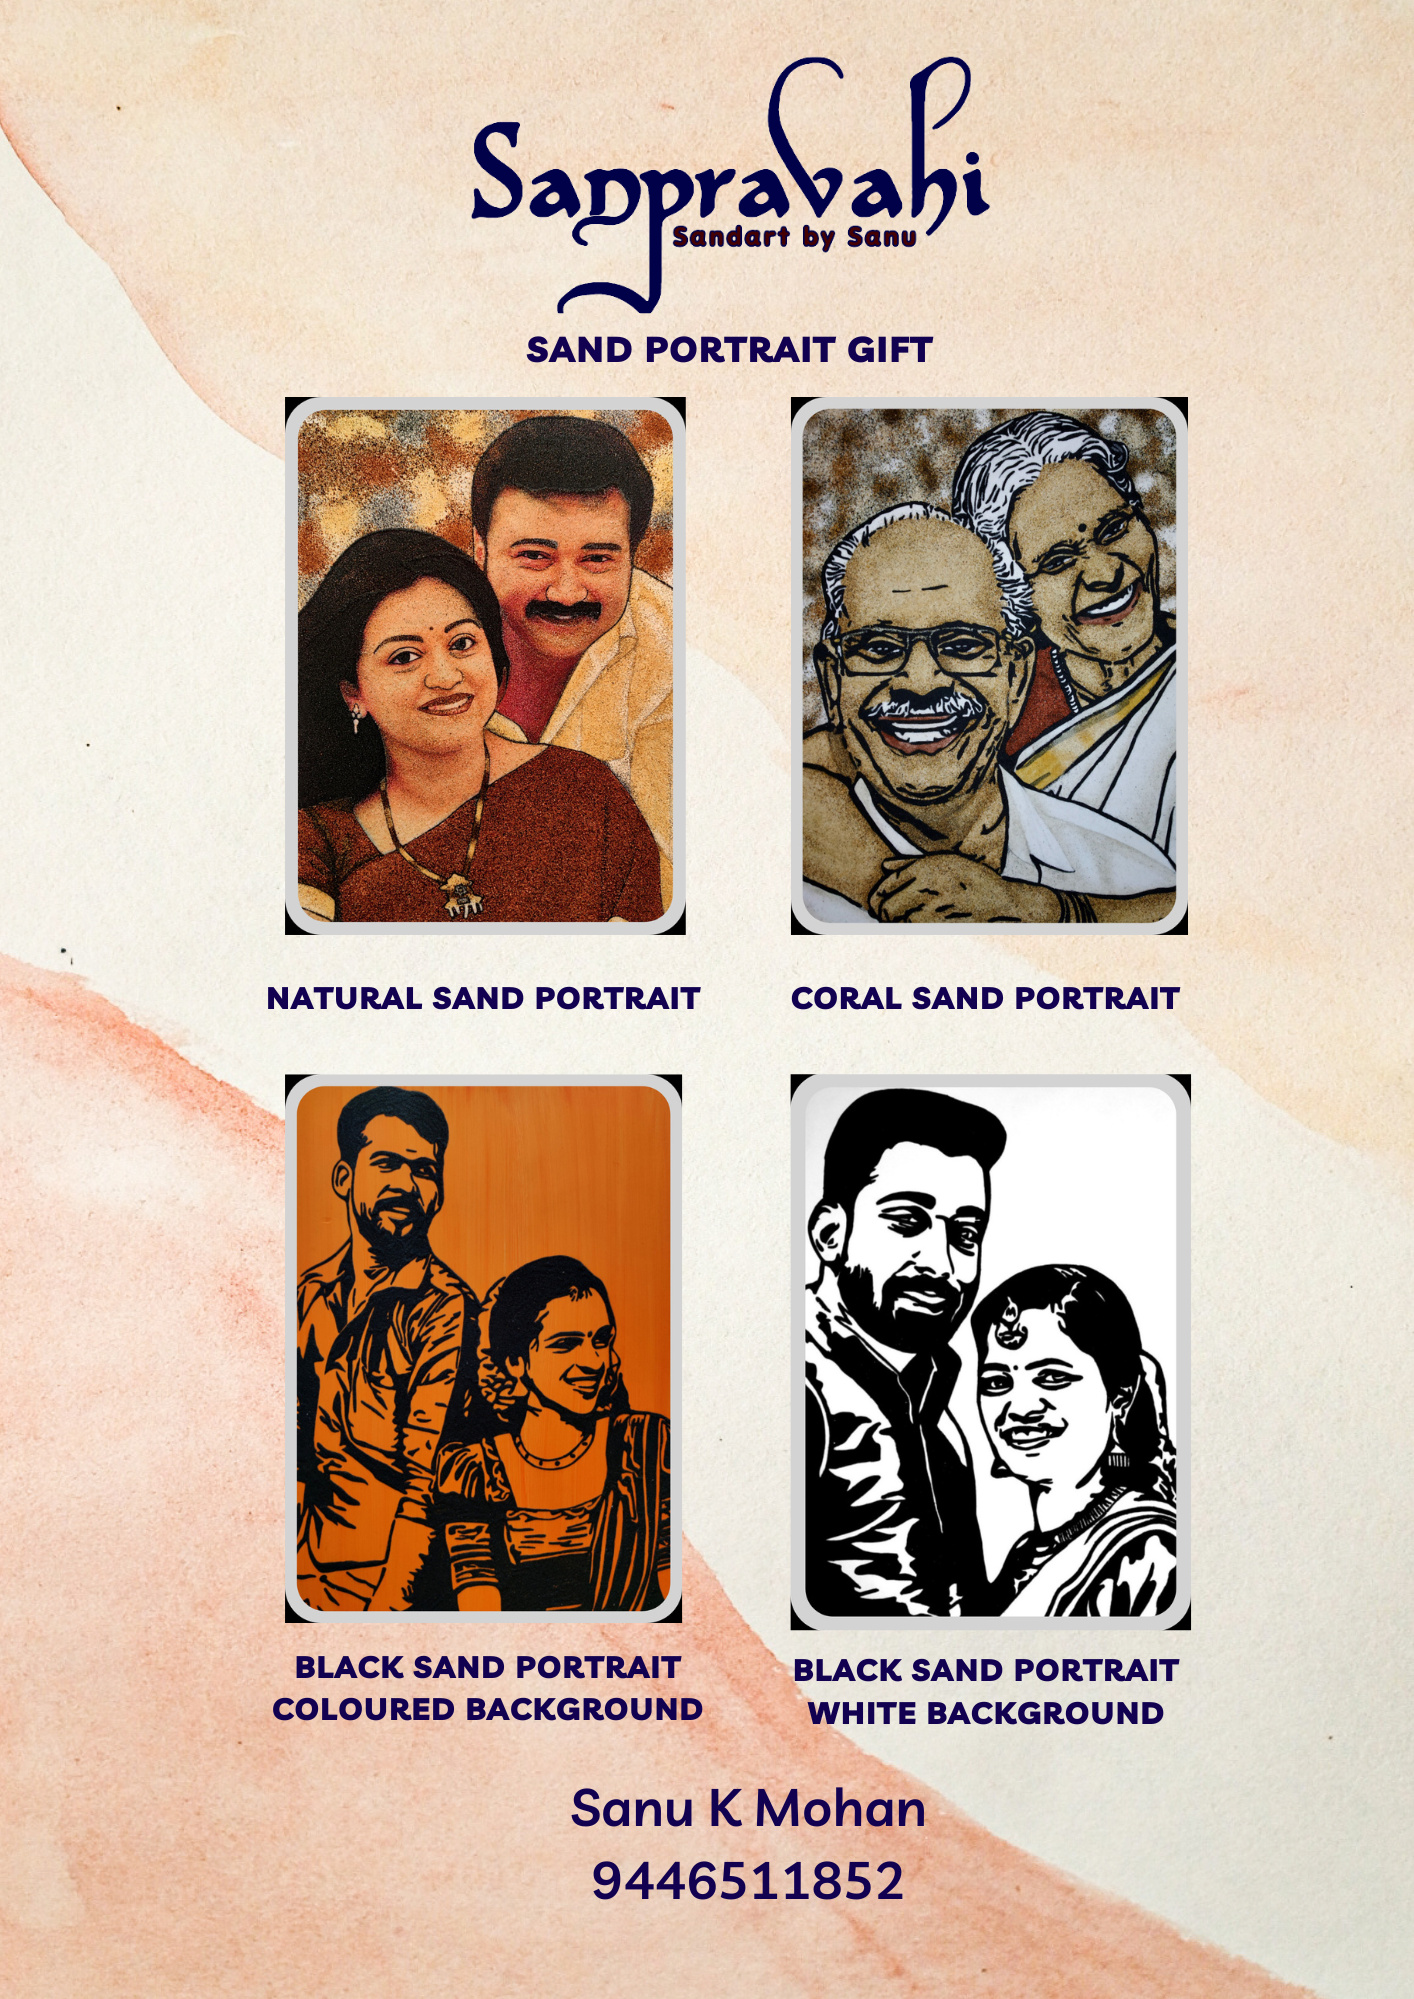 Sanpravahi
Sandart by Sanu
SAND PORTRAIT GIFT
NATURAL SAND PORTRAIT
CORAL SAND PORTRAIT
BLACK SAND PORTRAIT
COLOURED BACKGROUND
BLACK SAND PORTRAIT
WHITE BACKGROUND
Sanu K Mohan
9446511852